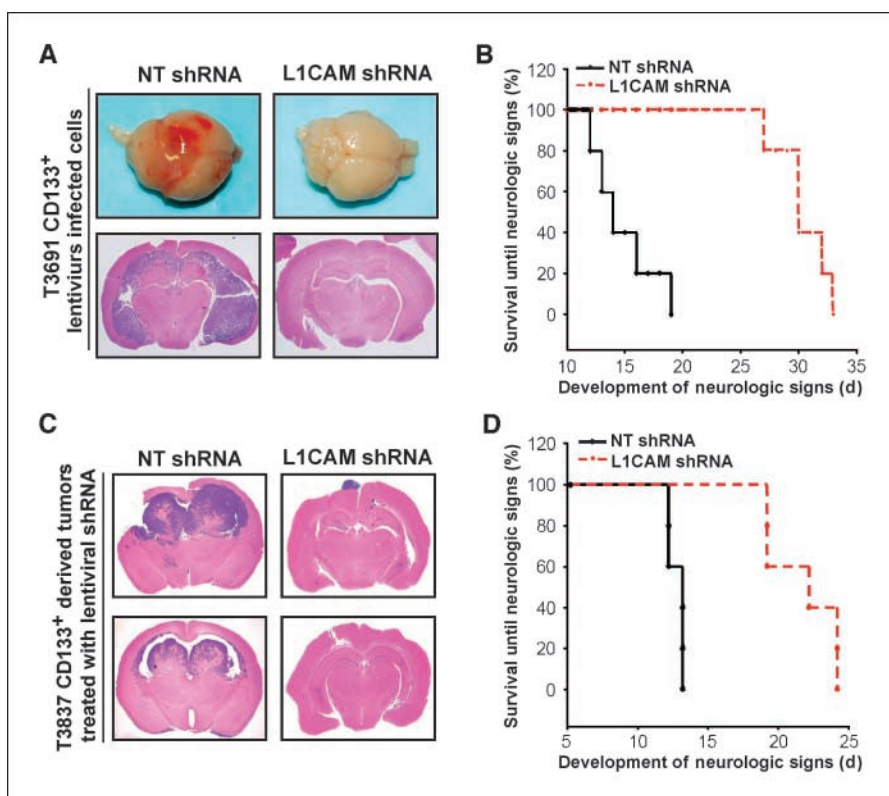 A
NT shRNA
L1CAM shRNA
T3691 CD133+
lentiviurs infected cells
B
NT shRNA
L1CAM shRNA
Survival until neurologic signs (%)
120
100
80
60
40
20
0
10 15 20 25 30 35
Development of neurologic signs (d)
C
NT shRNA
L1CAM shRNA
T3837 CD133+ derived tumors
treated with lentiviral shRNA
D
NT shRNA
L1CAM shRNA
Survival until neurologic signs (%)
120
100
80
60
40
20
0
5 10 15 20 25
Development of neurologic signs (d)